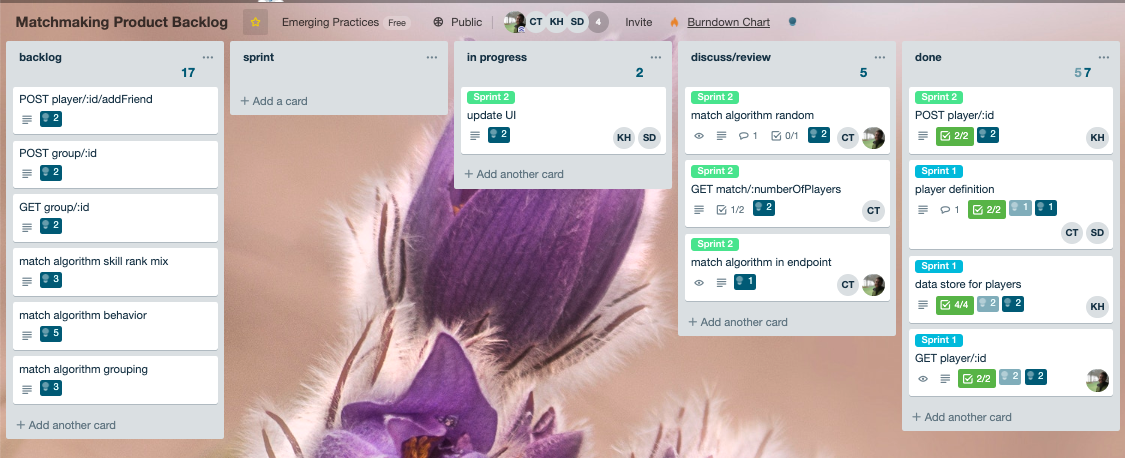 Matchmaking Product Backlog
Emerging Practices Free
Public
CT KH SD 4
Invite
Burndown Chart
backlog
17
POST player/:id/addFriend
2
POST group/:id
2
GET group/:id
2
match algorithm skill rank mix
3
match algorithm behavior
5
match algorithm grouping
3
+ Add another card
sprint
+ Add a card
in progress
2
Sprint 2
update UI
2 KH SD
+ Add another card
discuss/review
5
Sprint 2
match algorithm random
1 0/1 2 CT
Sprint 2
GET match/:numberOfPlayers
1/2 2 CT
Sprint 2
match algorithm in endpoint
1 CT
+ Add another card
done
5 7
Sprint 2
POST player/:id
2/2 2 KH
Sprint 1
player definition
1 2/2 1 1
CT SD
Sprint 1
data store for players
4/4 2 2 KH
Sprint 1
GET player/:id
2/2 2 2
+ Add another card